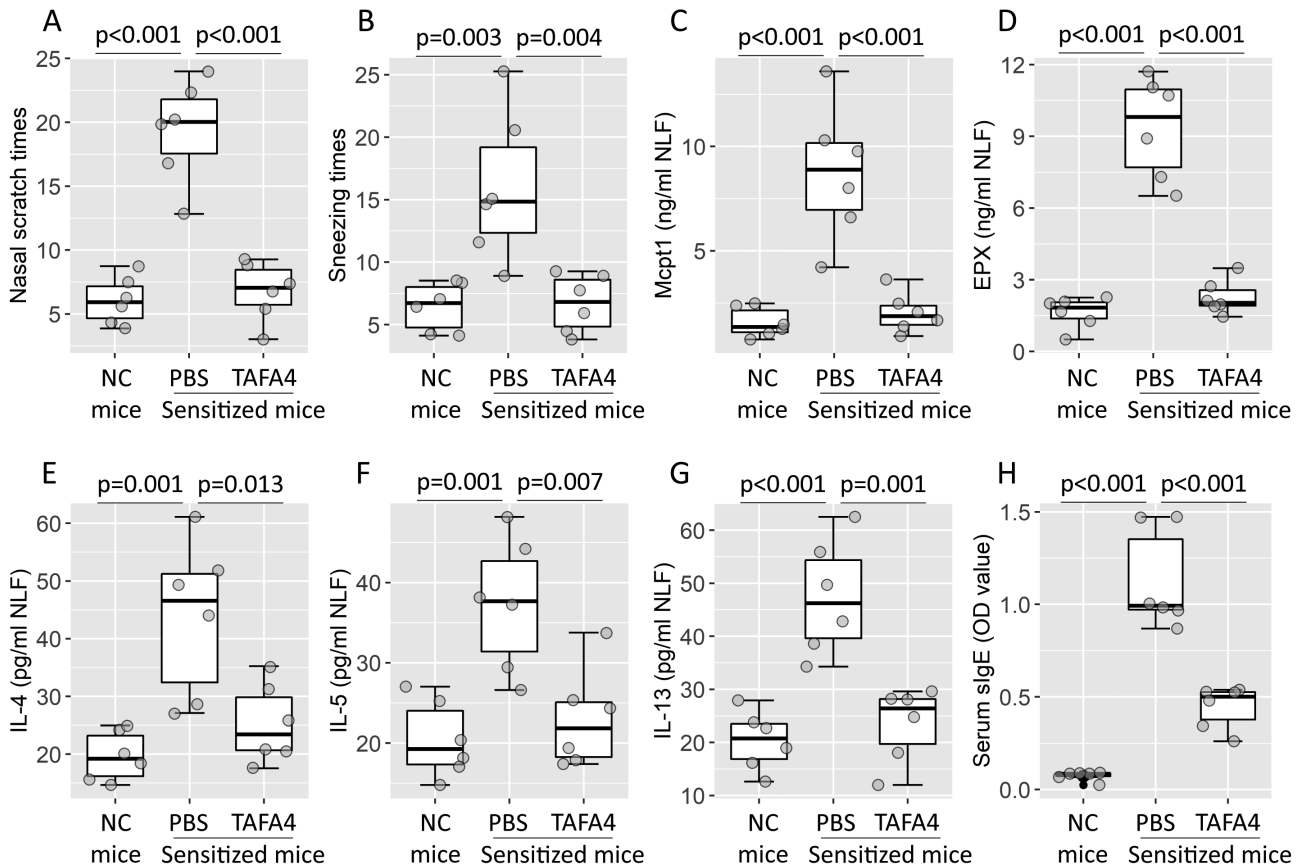 A
p<0.001 p<0.001
Nasal scratch times
25
20
15
10
5
NC PBS TAFA4
mice Sensitized mice
B
p=0.003 p=0.004
Sneezing times
25
20
15
10
5
NC PBS TAFA4
mice Sensitized mice
C
p<0.001 p<0.001
Mcpt1 (ng/ml NLF)
10
5
NC PBS TAFA4
mice Sensitized mice
D
p<0.001 p<0.001
EPX (ng/ml NLF)
12
9
6
3
0
NC PBS TAFA4
mice Sensitized mice
E
p=0.001 p=0.013
IL-4 (pg/ml NLF)
60
50
40
30
20
NC PBS TAFA4
mice Sensitized mice
F
p=0.001 p=0.007
IL-5 (pg/ml NLF)
40
30
20
NC PBS TAFA4
mice Sensitized mice
G
p<0.001 p=0.001
IL-13 (pg/ml NLF)
60
50
40
30
20
10
NC PBS TAFA4
mice Sensitized mice
H
p<0.001 p<0.001
Serum sIgE (OD value)
1.5
1.0
0.5
0.0
NC PBS TAFA4
mice Sensitized mice